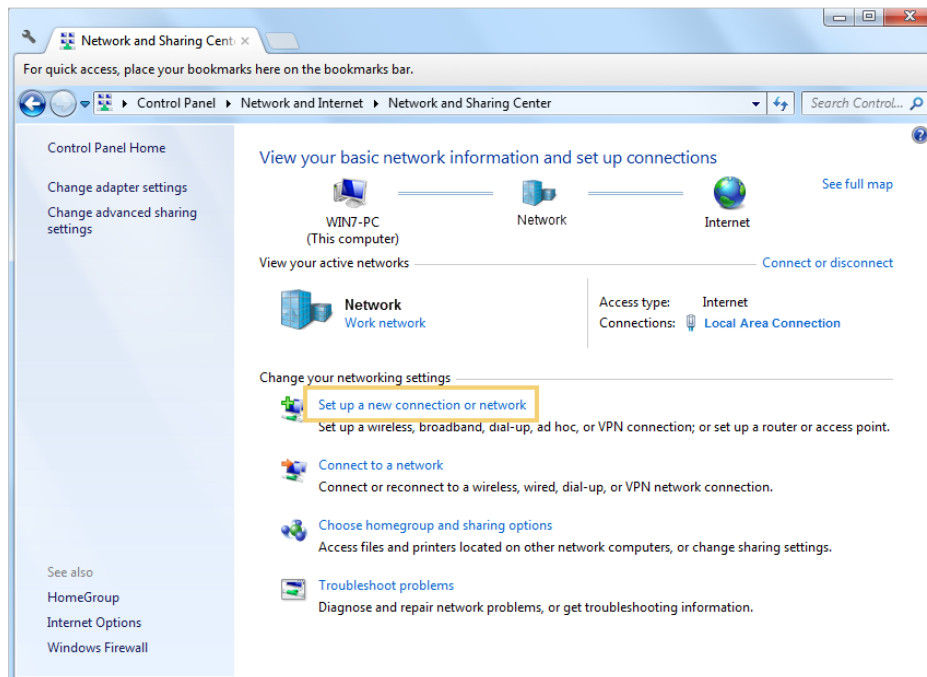 Network and Sharing Cent
For quick access, place your bookmarks here on the bookmarks bar.
Control Panel Network and Internet Network and Sharing Center
Search Control...
Control Panel Home
Change adapter settings
Change advanced sharing
settings
View your basic network information and set up connections
See full map
WIN7-PC
(This computer)
Network
Internet
View your active networks
Connect or disconnect
Network
Work network
Access type: Internet
Connections: Local Area Connection
Change your networking settings
Set up a new connection or network
Set up a wireless, broadband, dial-up, ad hoc, or VPN connection; or set up a router or access point.
Connect to a network
Connect or reconnect to a wireless, wired, dial-up, or VPN network connection.
Choose homegroup and sharing options
Access files and printers located on other network computers, or change sharing settings.
Troubleshoot problems
Diagnose and repair network problems, or get troubleshooting information.
See also
HomeGroup
Internet Options
Windows Firewall